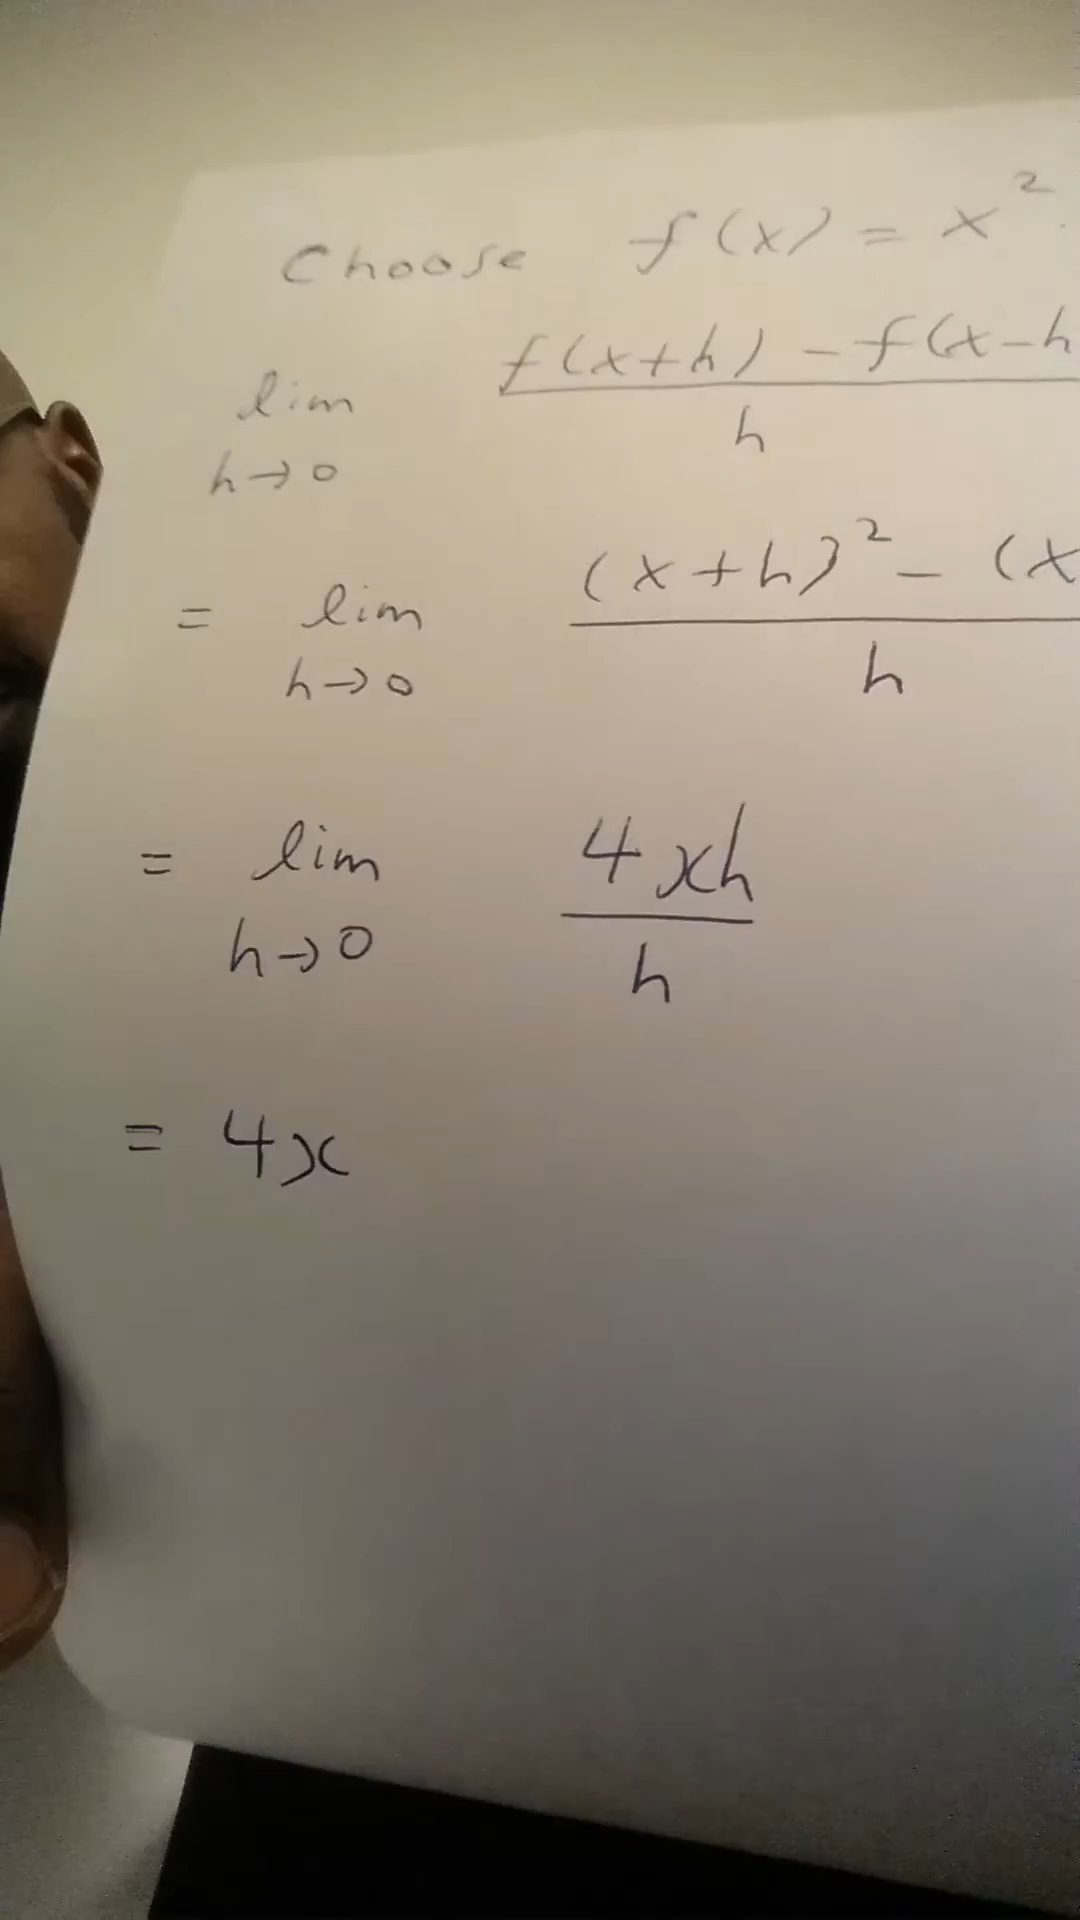 Choose f(x) = x².
lim h→0 f(x+h) - f(x-h / h
= lim h→0 (x+h)² - (x / h
= lim h→0 4xh / h
= 4x